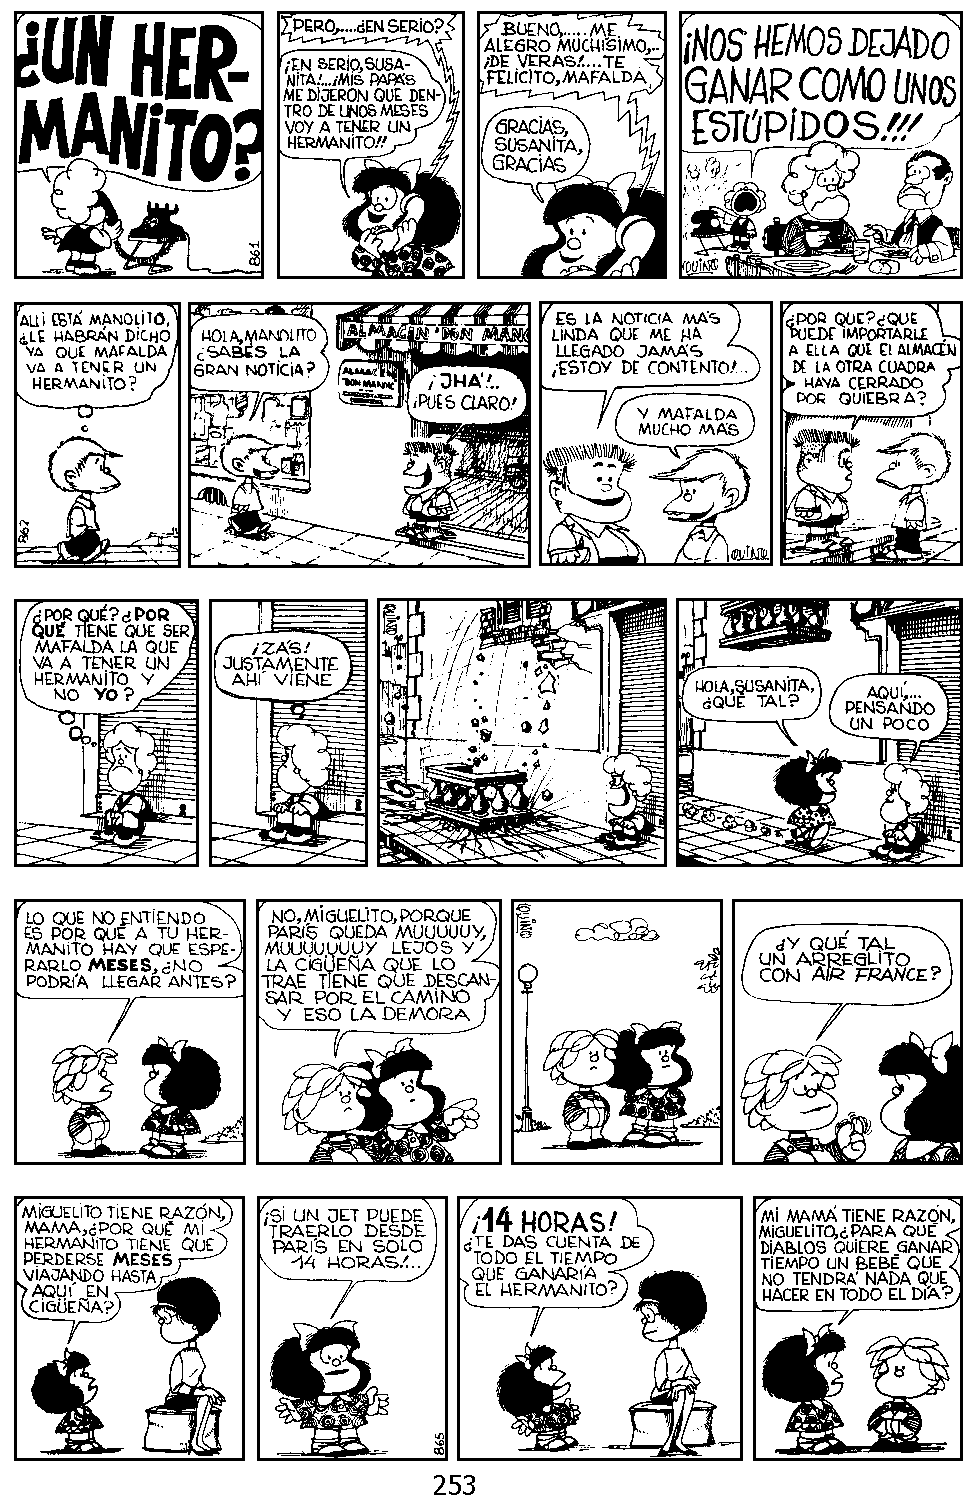 ¿UN HER-
MANITO?
861
PERO,....¿EN SERIO?
¡EN SERIO, SUSA-
NITA!...¡MIS PAPÁS
ME DIJERON QUE DEN-
TRO DE UNOS MESES
VOY A TENER UN
HERMANITO!!
BUENO,.....ME
ALEGRO MUCHÍSIMO,..
¡DE VERAS!....TE
FELICITO, MAFALDA
GRACIAS,
SUSANITA,
GRACIAS
¡NOS HEMOS DEJADO
GANAR COMO UNOS
ESTÚPIDOS!!!
QUINO
ALLÍ ESTÁ MANOLITO,
¿LE HABRÁN DICHO
YA QUE MAFALDA
VA A TENER UN
HERMANITO?
862
HOLA, MANOLITO
¿SABÉS LA
GRAN NOTICIA?
ALMACEN DON MANO
ALMACEN
DON MANOL
¡JHÁ!..
¡PUES CLARO!
ES LA NOTICIA MÁS
LINDA QUE ME HA
LLEGADO JAMÁS
¡ESTOY DE CONTENTO!..
Y MAFALDA
MUCHO MÁS
QUINO
¿POR QUÉ? ¿QUÉ
PUEDE IMPORTARLE
A ELLA QUE EL ALMACÉN
DE LA OTRA CUADRA
HAYA CERRADO
POR QUIEBRA?
¿POR QUÉ? ¿POR
QUÉ TIENE QUE SER
MAFALDA LA QUE
VA A TENER UN
HERMANITO Y
NO YO?
¡ZÁS!
JUSTAMENTE
AHÍ VIENE
QUINO
HOLA, SUSANITA,
¿QUÉ TAL?
AQUÍ,...
PENSANDO
UN POCO
LO QUE NO ENTIENDO
ES POR QUÉ A TU HER-
MANITO HAY QUE ESPE-
RARLO MESES, ¿NO
PODRÍA LLEGAR ANTES?
NO, MIGUELITO, PORQUE
PARÍS QUEDA MUUUUUY,
MUUUUUUY LEJOS Y
LA CIGÜEÑA QUE LO
TRAE TIENE QUE DESCAN-
SAR POR EL CAMINO
Y ESO LA DEMORA
QUINO
¿Y QUÉ TAL
UN ARREGLITO
CON AIR FRANCE?
MIGUELITO TIENE RAZÓN,
MAMÁ, ¿POR QUÉ MI
HERMANITO TIENE QUE
PERDERSE MESES
VIAJANDO HASTA
AQUÍ EN
CIGÜEÑA?
¡SI UN JET PUEDE
TRAERLO DESDE
PARÍS EN SOLO
14 HORAS!...
865
¡14 HORAS!
¿TE DAS CUENTA DE
TODO EL TIEMPO
QUE GANARÍA
EL HERMANITO?
MI MAMÁ TIENE RAZÓN,
MIGUELITO, ¿PARA QUÉ
DIABLOS QUIERE GANAR
TIEMPO UN BEBÉ QUE
NO TENDRÁ NADA QUE
HACER EN TODO EL DÍA?
253